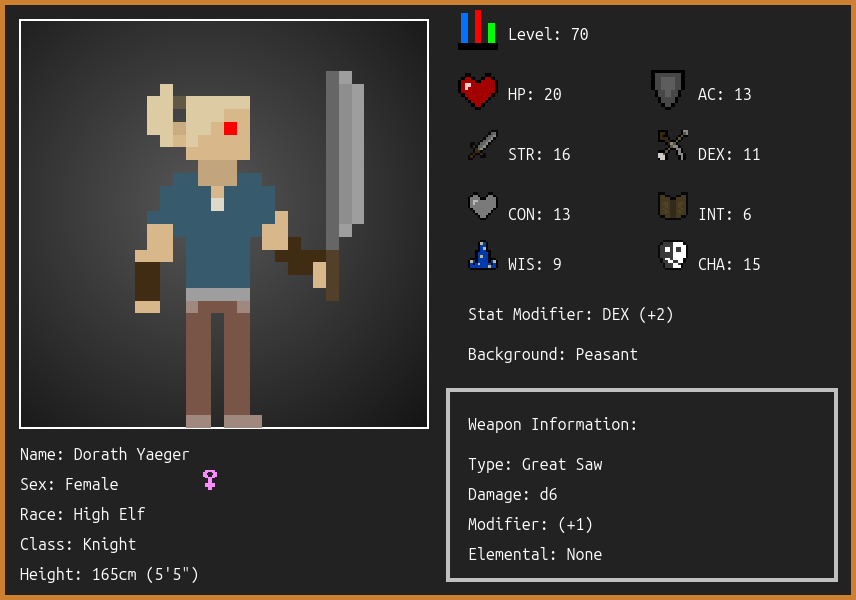 Level: 70
HP: 20
AC: 13
STR: 16
DEX: 11
CON: 13
INT: 6
WIS: 9
CHA: 15
Stat Modifier: DEX (+2)
Background: Peasant
Weapon Information:
Type: Great Saw
Damage: d6
Modifier: (+1)
Elemental: None
Name: Dorath Yaeger
Sex: Female
Race: High Elf
Class: Knight
Height: 165cm (5'5")